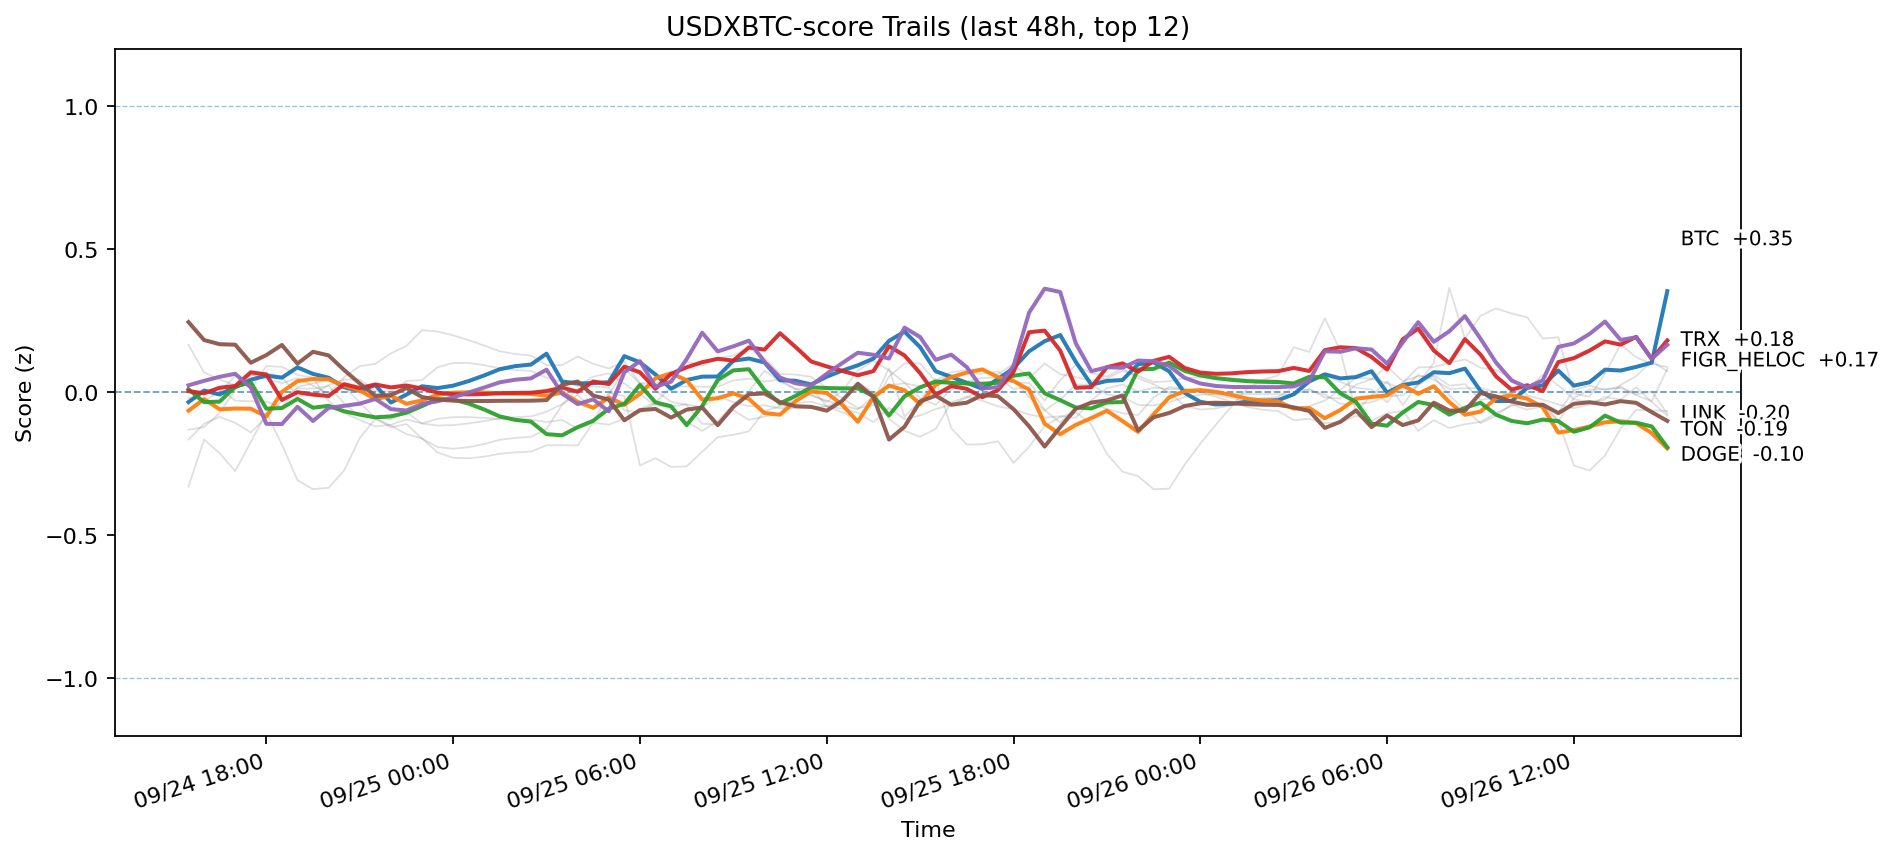 USDXBTC-score Trails (last 48h, top 12)
Score (z)
1.0
0.5
0.0
−0.5
−1.0
BTC +0.35
TRX +0.18
FIGR_HELOC +0.17
LINK -0.20
TON -0.19
DOGE -0.10
09/24 18:00
09/25 00:00
09/25 06:00
09/25 12:00
09/25 18:00
09/26 00:00
09/26 06:00
09/26 12:00
Time